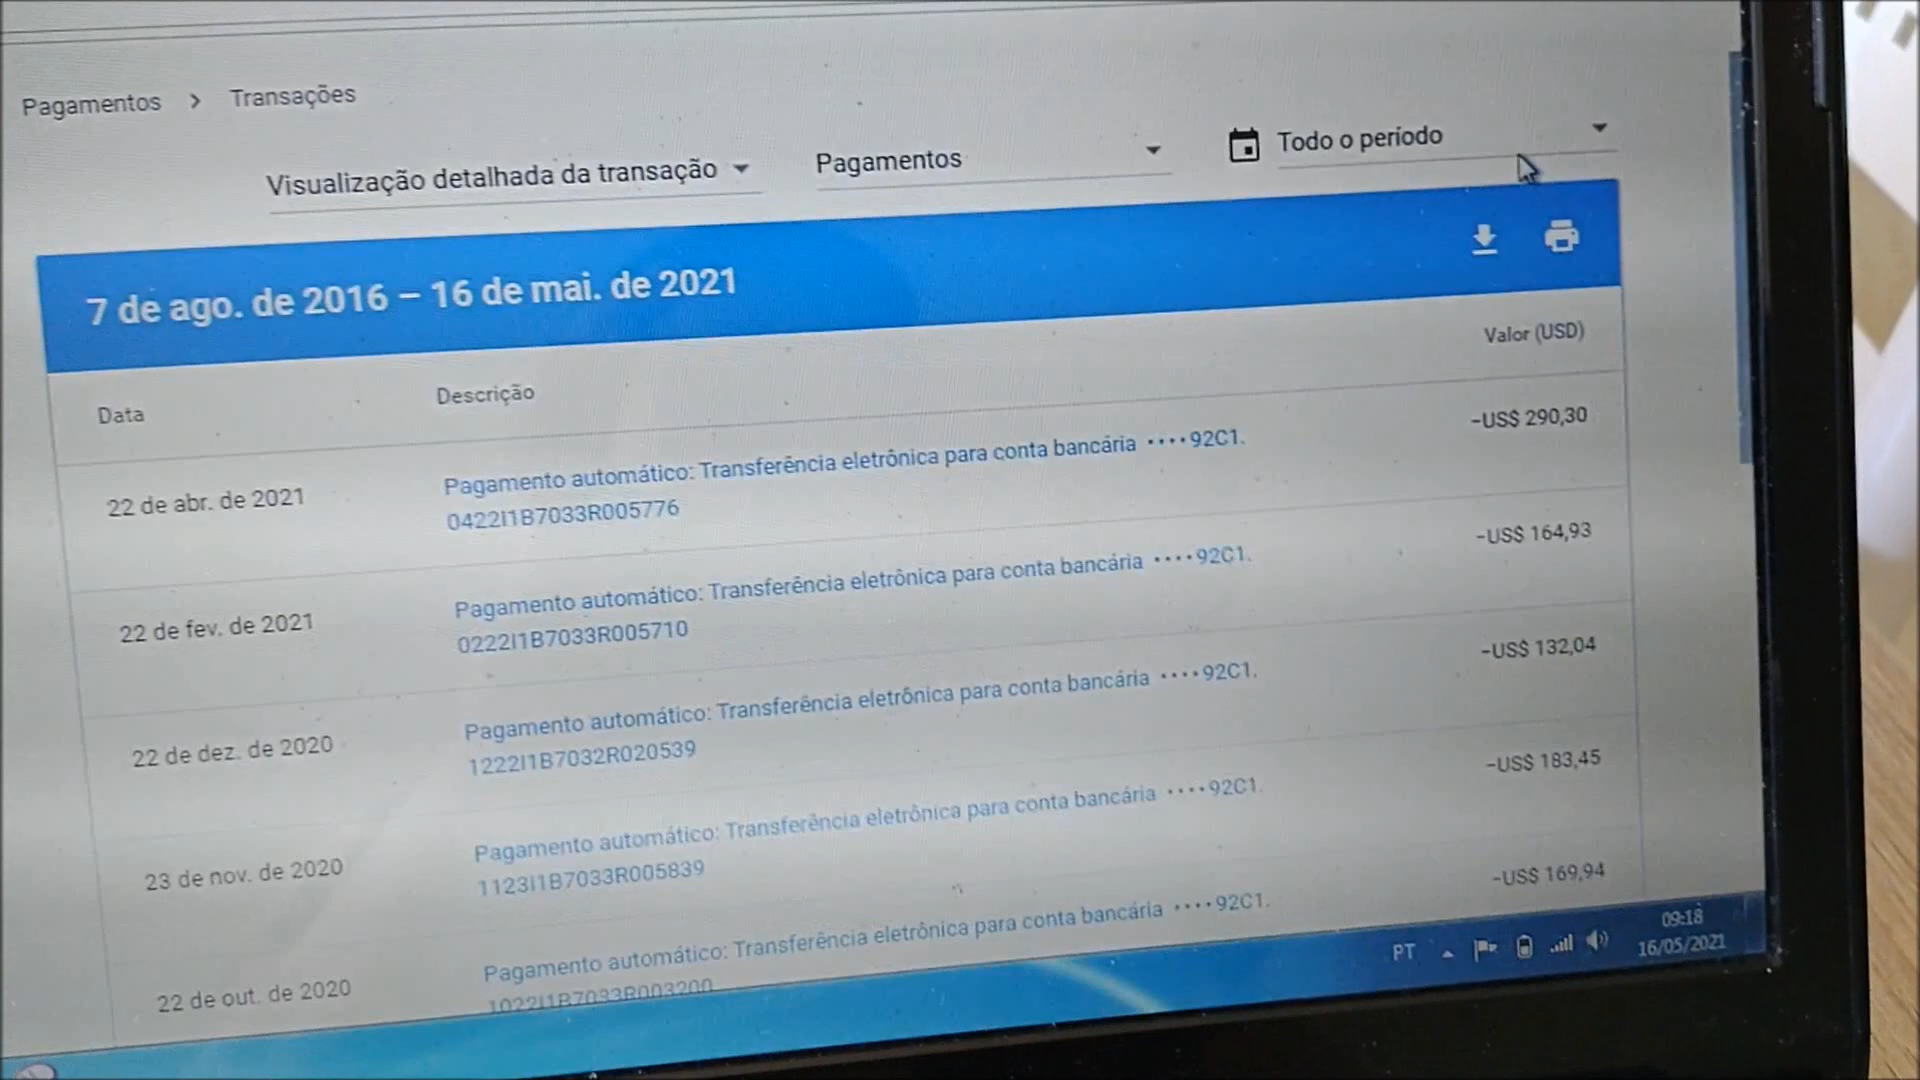 Pagamentos > Transações
Visualização detalhada da transação
Pagamentos
Todo o período
7 de ago. de 2016 – 16 de mai. de 2021
Data
Descrição
Valor (USD)
22 de abr. de 2021
Pagamento automático: Transferência eletrônica para conta bancária ••••92C1.
0422I1B7033R005776
-US$ 290,30
22 de fev. de 2021
Pagamento automático: Transferência eletrônica para conta bancária ••••92C1.
0222I1B7033R005710
-US$ 164,93
22 de dez. de 2020
Pagamento automático: Transferência eletrônica para conta bancária ••••92C1.
1222I1B7032R020539
-US$ 132,04
23 de nov. de 2020
Pagamento automático: Transferência eletrônica para conta bancária ••••92C1.
1123I1B7033R005839
-US$ 183,45
22 de out. de 2020
Pagamento automático: Transferência eletrônica para conta bancária ••••92C1.
1022I1B7033R003200
-US$ 169,94
PT
09:18
16/05/2021